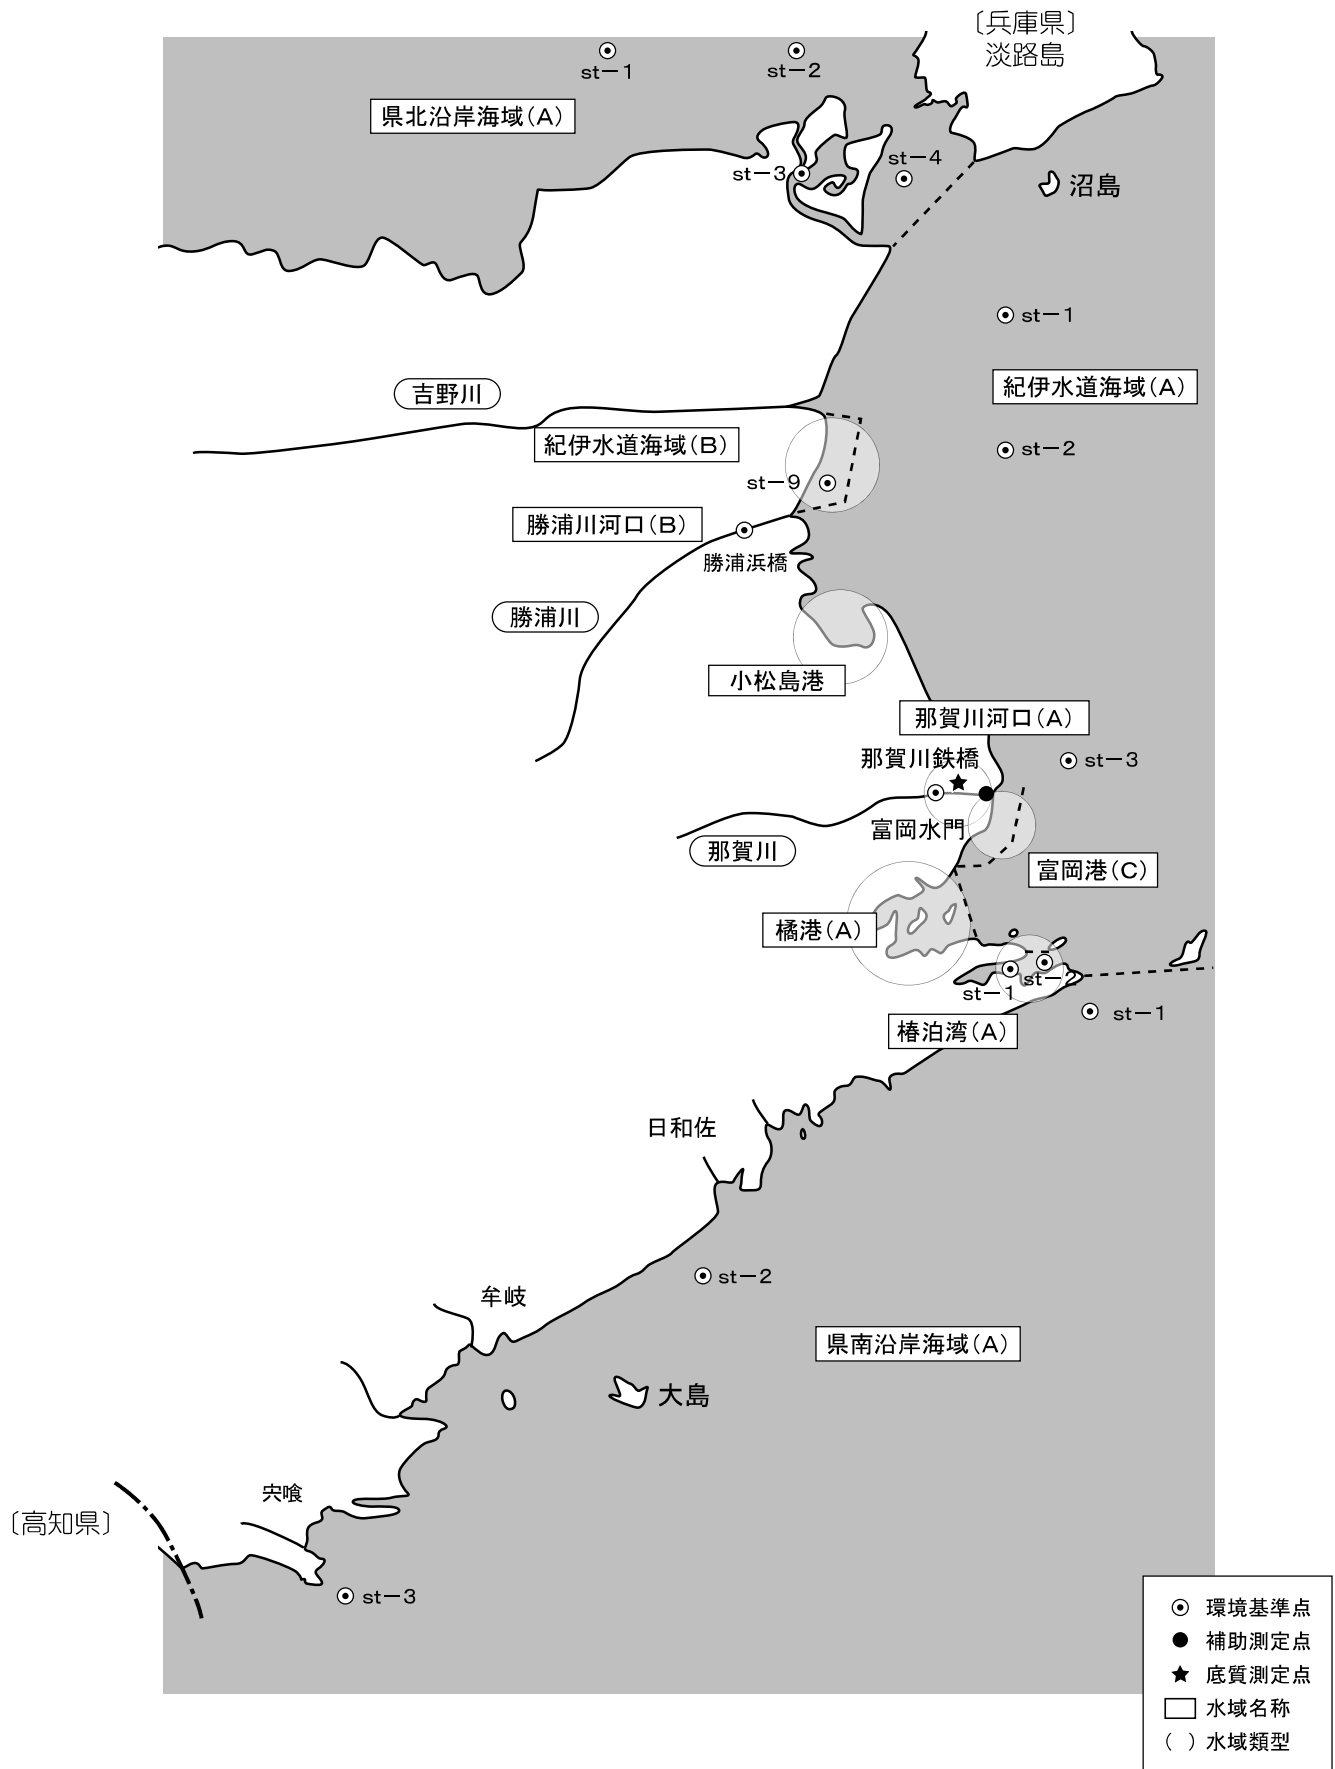 〔兵庫県〕
淡路島
st－1
st－2
県北沿岸海域（A）
st－3
st－4
沼島
st－1
吉野川
紀伊水道海域（A）
紀伊水道海域（B）
st－2
st－9
勝浦川河口（B）
勝浦浜橋
勝浦川
小松島港
那賀川河口（A）
那賀川鉄橋
st－3
富岡水門
那賀川
富岡港（C）
橘港（A）
st－2
st－1
st－1
椿泊湾（A）
日和佐
st－2
牟岐
県南沿岸海域（A）
大島
宍喰
〔高知県〕
st－3
環境基準点
補助測定点
底質測定点
水域名称
（ ）水域類型